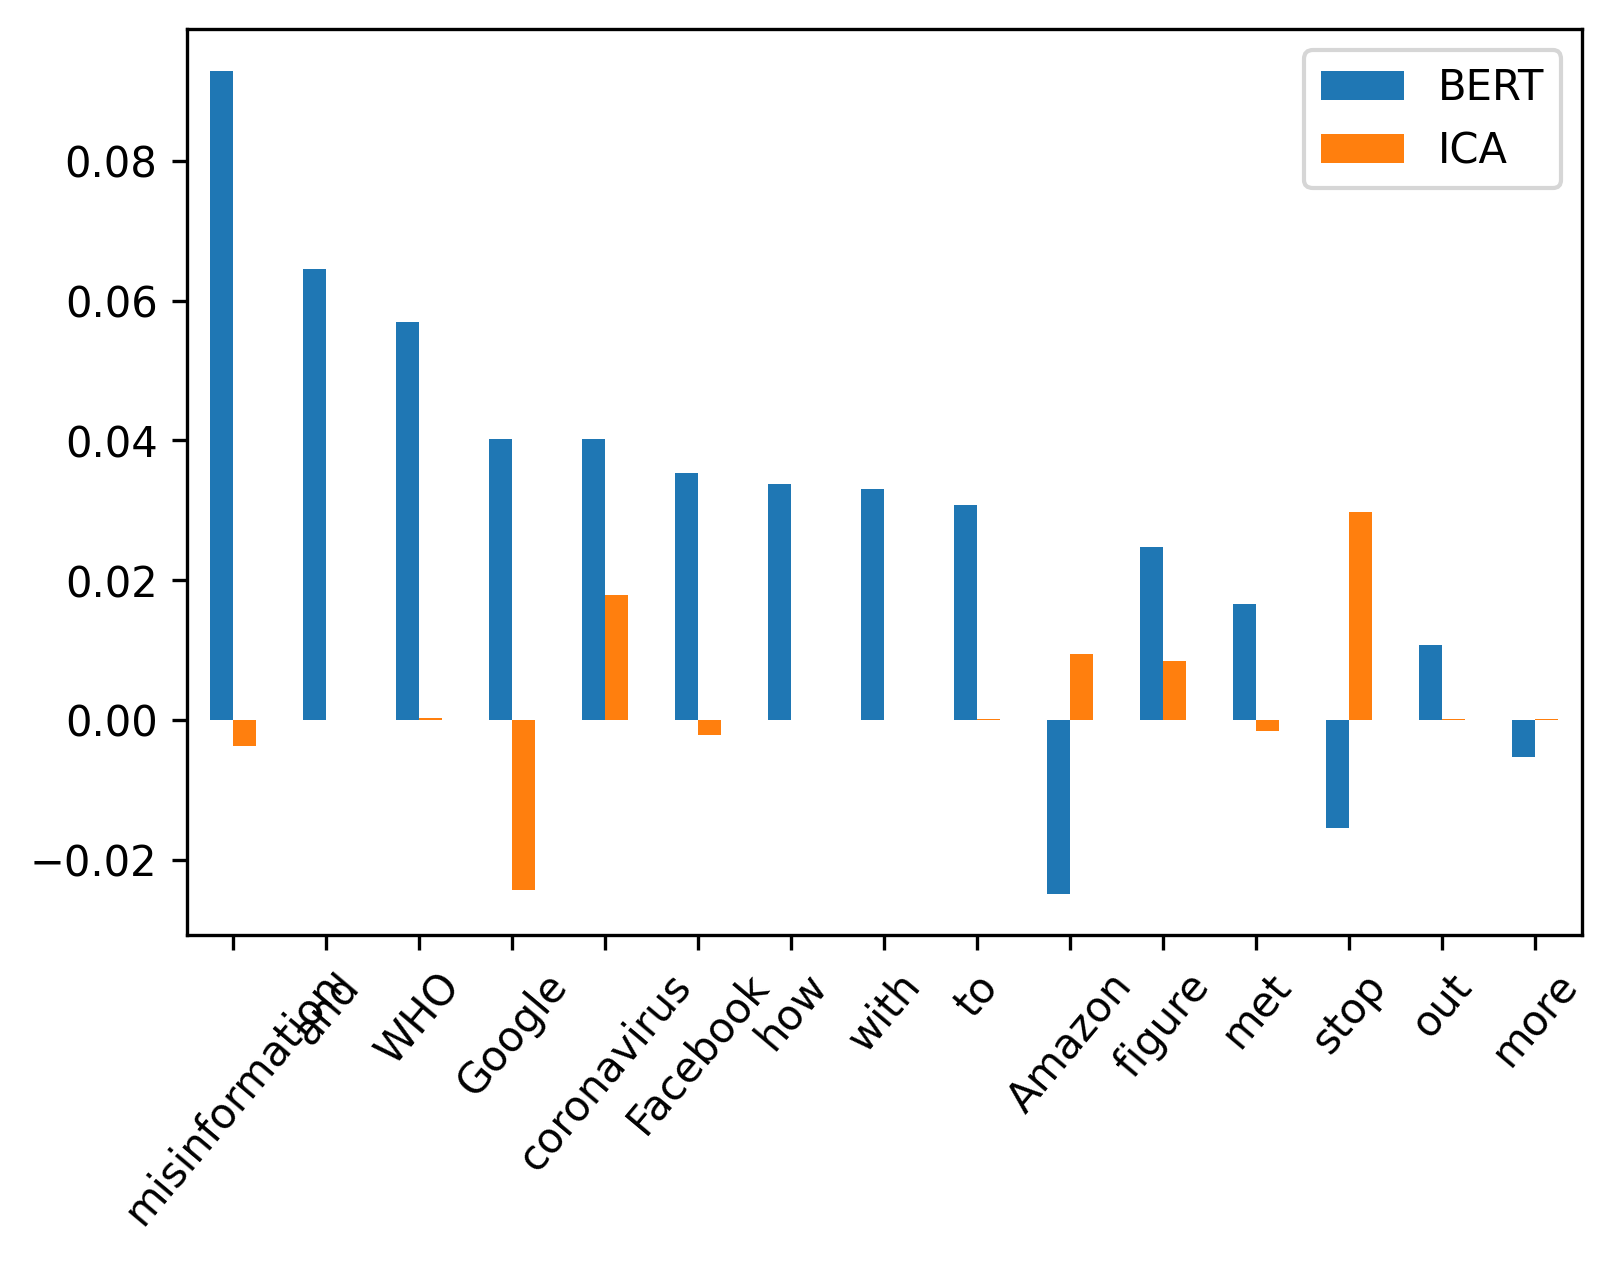 BERT
ICA
0.08
0.06
0.04
0.02
0.00
−0.02
misinformation
and
WHO
Google
coronavirus
Facebook
how
with
to
Amazon
figure
met
stop
out
more